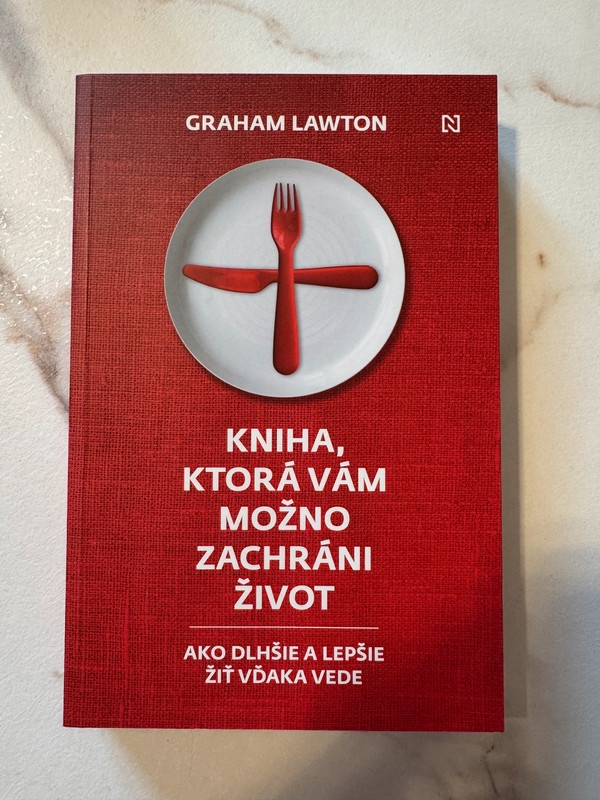 GRAHAM LAWTON
N
KNIHA,
KTORÁ VÁM
MOŽNO
ZACHRÁNI
ŽIVOT
AKO DLHŠIE A LEPŠIE
ŽIŤ VĎAKA VEDE